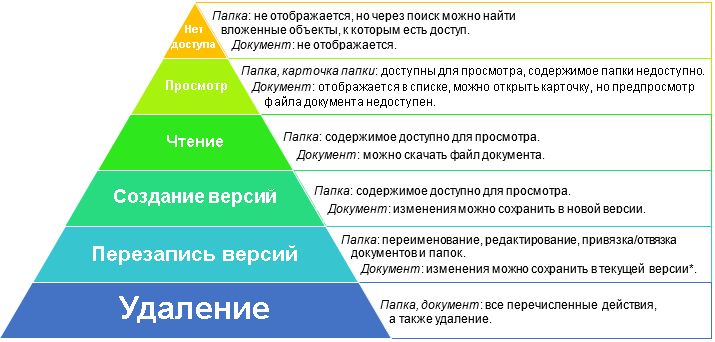 Нет
доступа
Папка: не отображается, но через поиск можно найти
вложенные объекты, к которым есть доступ.
Документ: не отображается.
Просмотр
Папка, карточка папки: доступны для просмотра, содержимое папки недоступно.
Документ: отображается в списке, можно открыть карточку, но предпросмотр
файла документа недоступен.
Чтение
Папка: содержимое доступно для просмотра.
Документ: можно скачать файл документа.
Создание версий
Папка: содержимое доступно для просмотра.
Документ: изменения можно сохранить в новой версии.
Перезапись версий
Папка: переименование, редактирование, привязка/отвязка
документов и папок.
Документ: изменения можно сохранить в текущей версии*.
Удаление
Папка, документ: все перечисленные действия,
а также удаление.